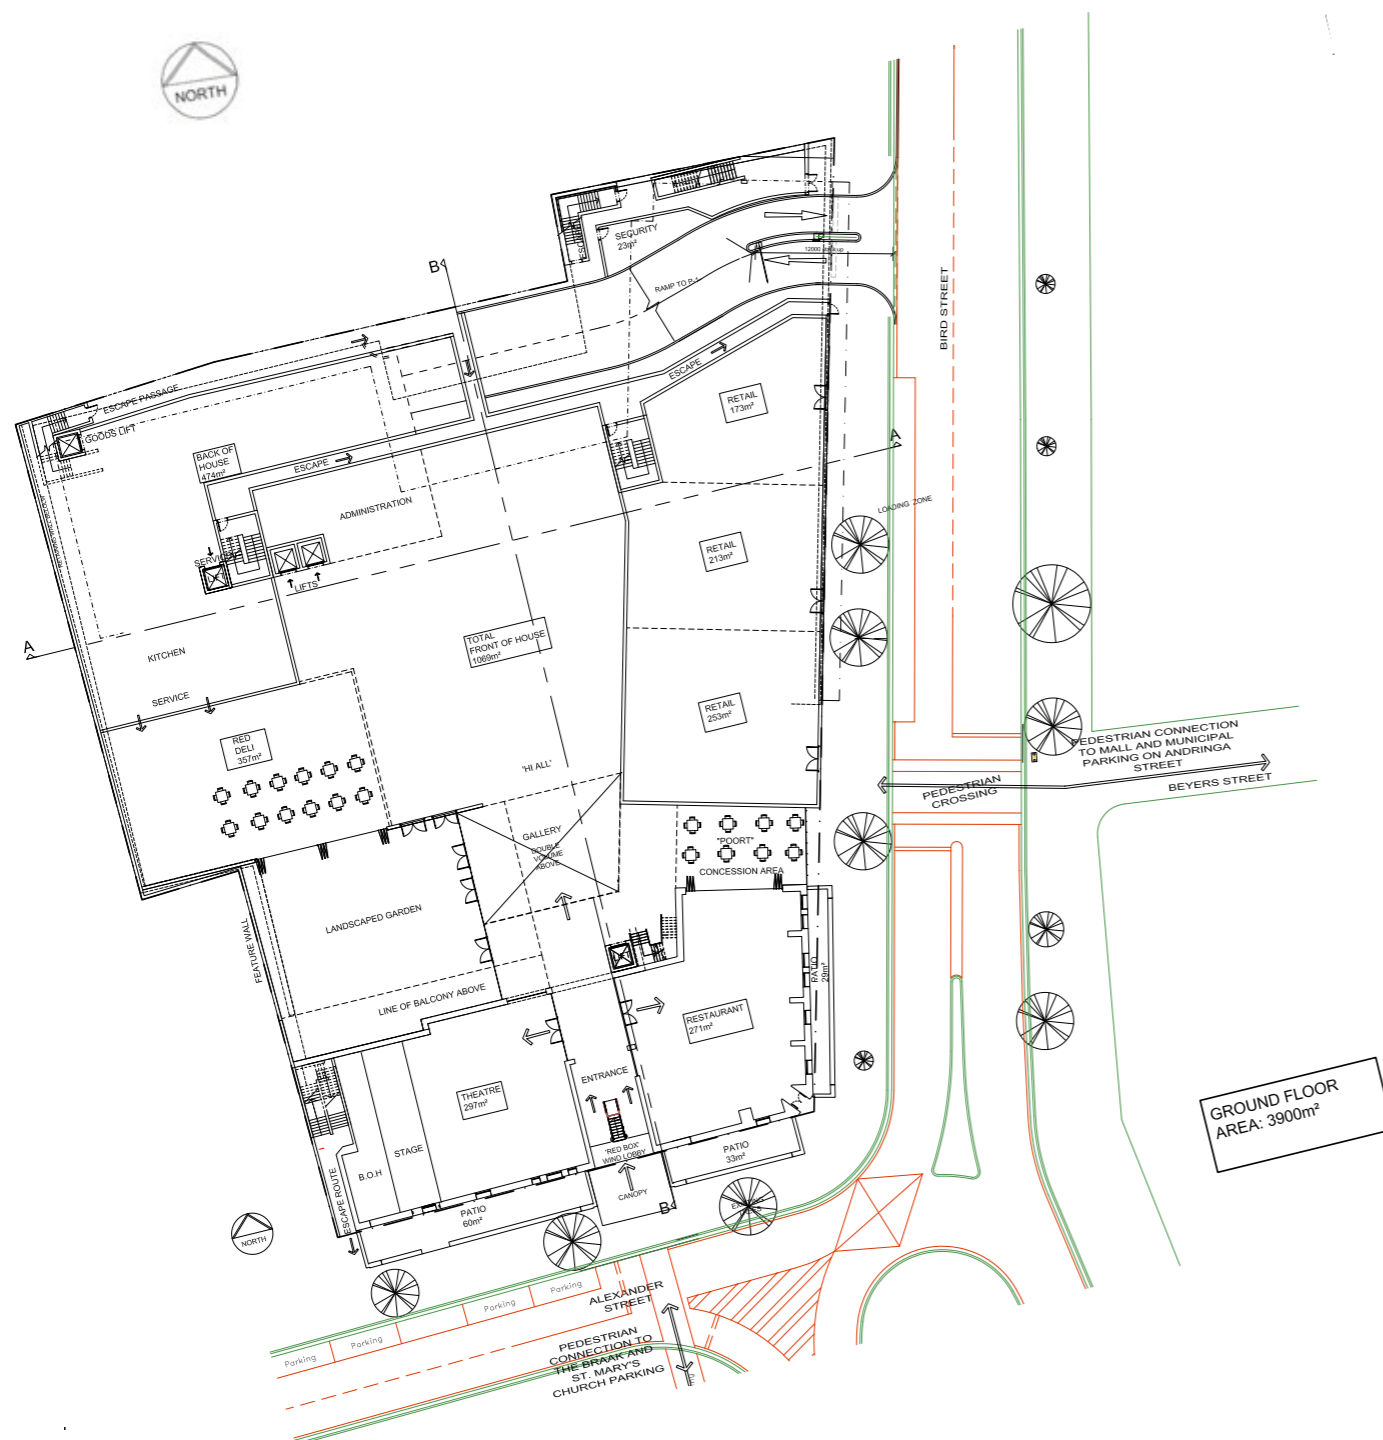 NORTH
B
SECURITY
23m²
RAMP TO
BIRD STREET
ESCAPE
RETAIL
173m²
A
ESCAPE PASSAGE
GOODS LIFT
BACK OF
HOUSE
474m²
ESCAPE
ADMINISTRATION
LOADING ZONE
RETAIL
213m²
SERVICE
LIFTS
A
KITCHEN
TOTAL
FRONT OF HOUSE
1069m²
SERVICE
RETAIL
253m²
RED
DELI
357m²
'HI ALL'
PEDESTRIAN CONNECTION
TO MALL AND MUNICIPAL
PARKING ON ANDRINGA
STREET
BEYERS STREET
PEDESTRIAN
CROSSING
GALLERY
DOUBLE
VOLUME
ABOVE
"POORT"
CONCESSION AREA
LANDSCAPED GARDEN
FEATURE WALL
LINE OF BALCONY ABOVE
PATIO
29m²
RESTAURANT
271m²
ENTRANCE
THEATRE
297m²
STAGE
B.O.H
'RED BOX'
WIND LOBBY
PATIO
33m²
CANOPY
B
PATIO
60m²
ESCAPE ROUTE
NORTH
GROUND FLOOR
AREA: 3900m²
ALEXANDER
STREET
Parking
Parking
Parking
Parking
PEDESTRIAN
CONNECTION TO
THE BRAAK AND
ST. MARY'S
CHURCH PARKING